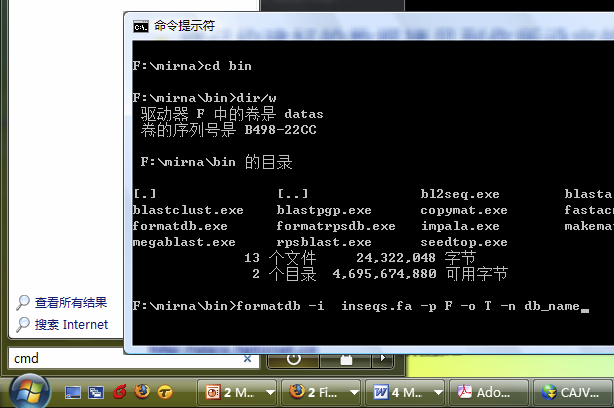 命令提示符
F:\mirna>cd bin
F:\mirna\bin>dir/w
驱动器 F 中的卷是 datas
卷的序列号是 B498-22CC
F:\mirna\bin 的目录
[.] [..] bl2seq.exe blasta
blastclust.exe blastpgp.exe copymat.exe fastac
formatdb.exe formatrpsdb.exe impala.exe makemat
megablast.exe rpsblast.exe seedtop.exe
13 个文件 24,322,048 字节
2 个目录 4,695,674,880 可用字节
F:\mirna\bin>formatdb -i  inseqs.fa -p F -o T -n db_name_
查看所有结果
搜索 Internet
cmd
2 M... 2 Fi... 4 M... Ado... CAJV...